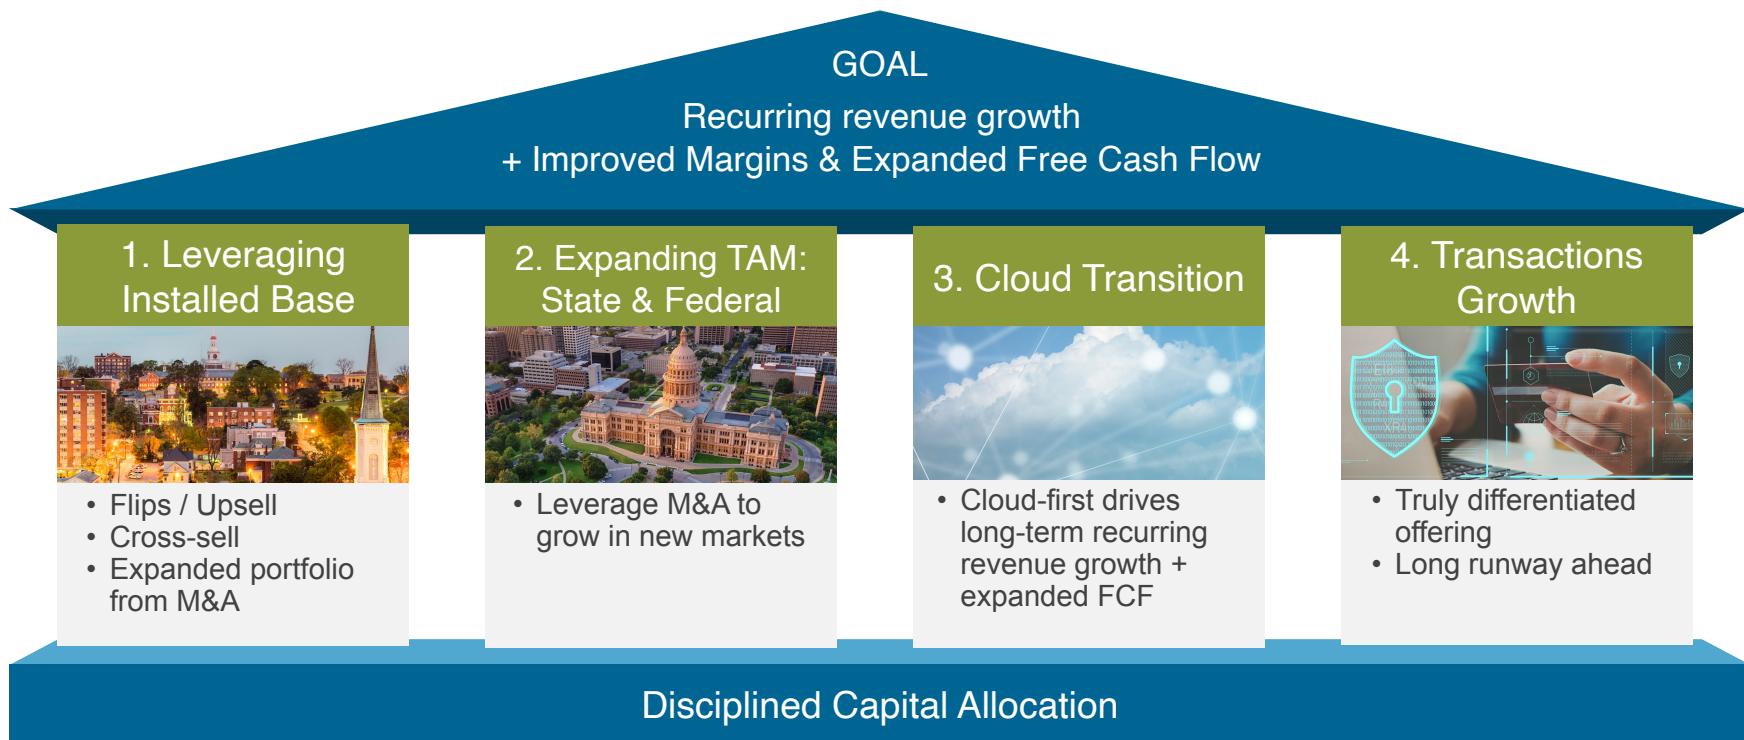 GOAL
Recurring revenue growth
+ Improved Margins & Expanded Free Cash Flow
1. Leveraging
Installed Base
• Flips / Upsell
• Cross-sell
• Expanded portfolio
from M&A
2. Expanding TAM:
State & Federal
• Leverage M&A to
grow in new markets
3. Cloud Transition
• Cloud-first drives
long-term recurring
revenue growth +
expanded FCF
4. Transactions
Growth
• Truly differentiated
offering
• Long runway ahead
Disciplined Capital Allocation